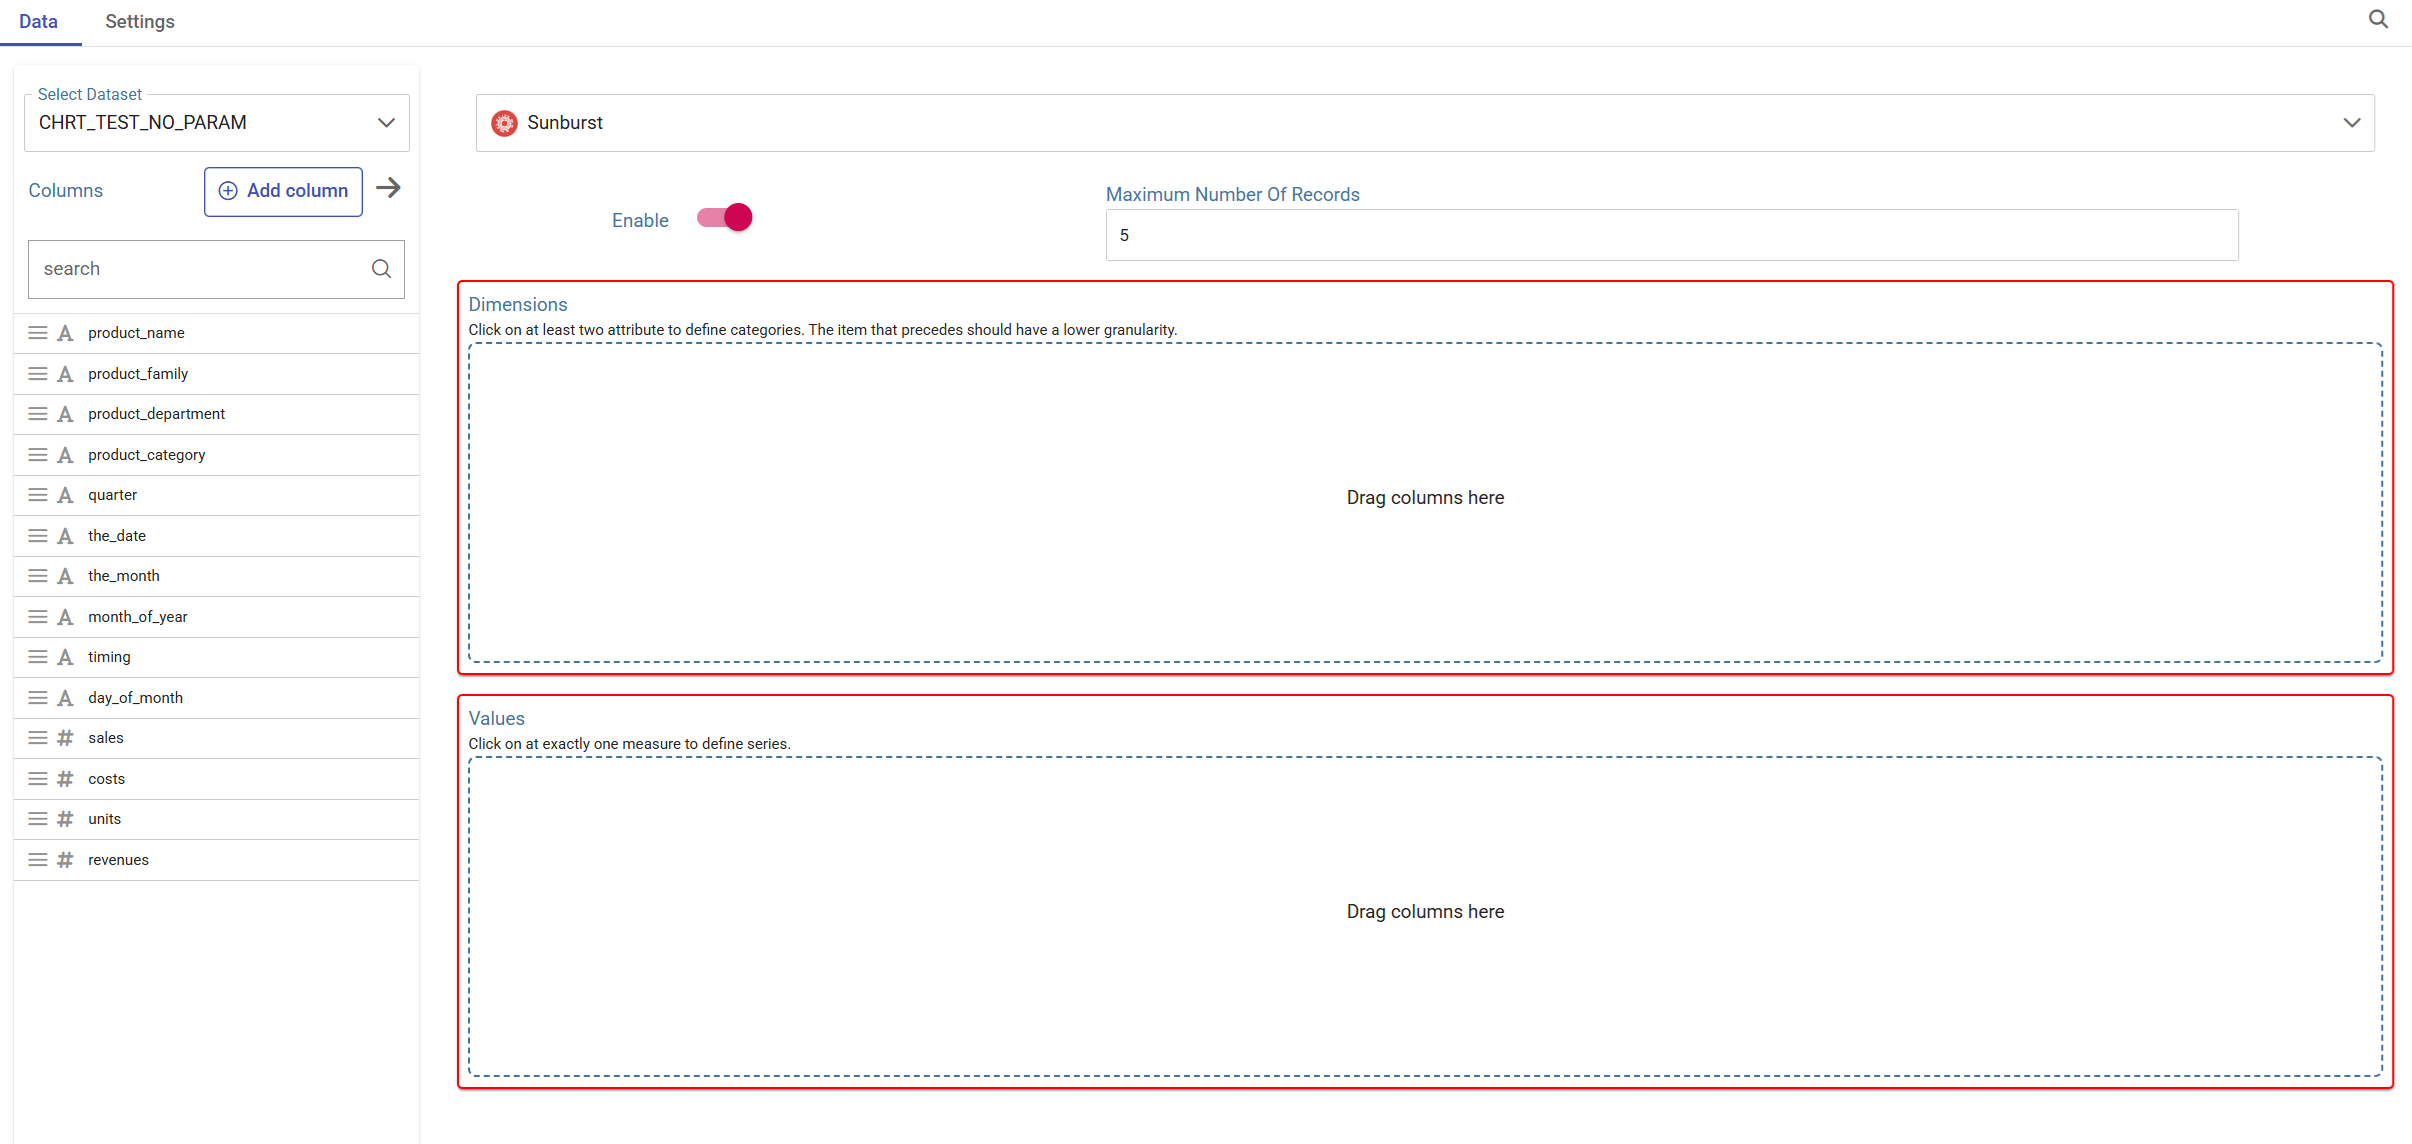 Data
Settings
Select Dataset
CHRT_TEST_NO_PARAM
Columns
Add column
search
product_name
product_family
product_department
product_category
quarter
the_date
the_month
month_of_year
timing
day_of_month
sales
costs
units
revenues
Sunburst
Enable
Maximum Number Of Records
5
Dimensions
Click on at least two attribute to define categories. The item that precedes should have a lower granularity.
Drag columns here
Values
Click on at exactly one measure to define series.
Drag columns here